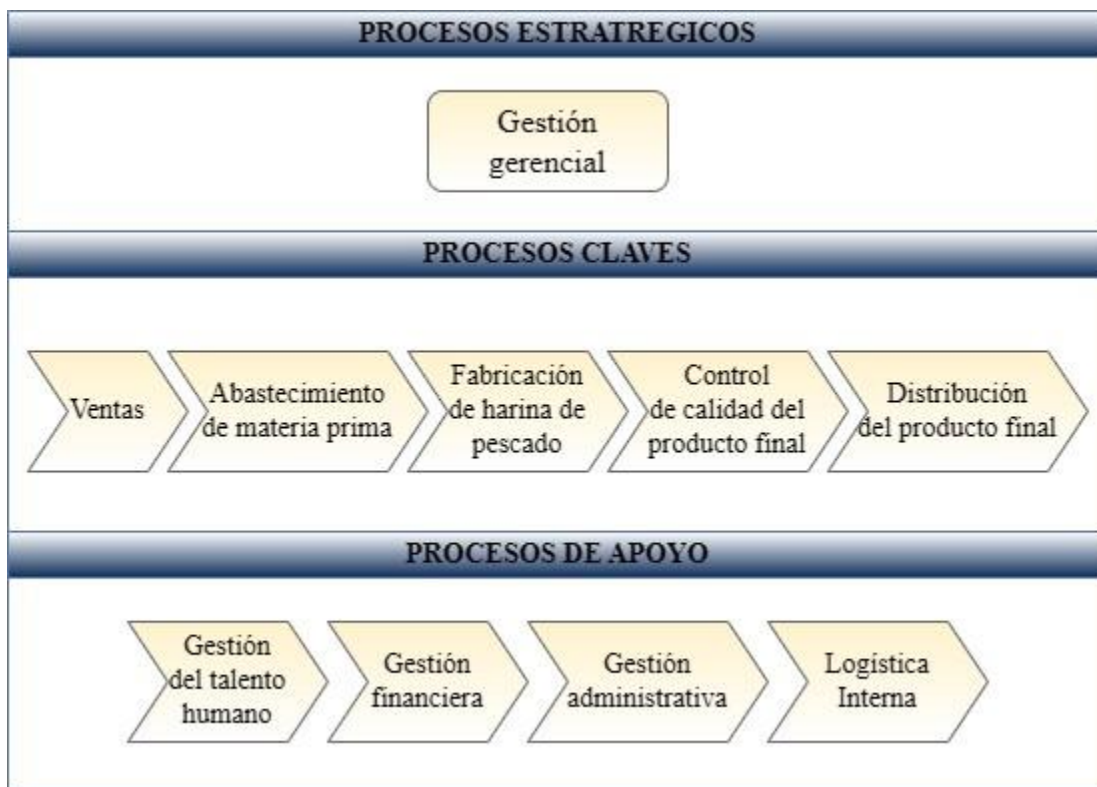 PROCESOS ESTRATREGICOS
Gestión
gerencial
PROCESOS CLAVES
Ventas
Abastecimiento
de materia prima
Fabricación
de harina de
pescado
Control
de calidad del
producto final
Distribución
del producto final
PROCESOS DE APOYO
Gestión
del talento
humano
Gestión
financiera
Gestión
administrativa
Logística
Interna